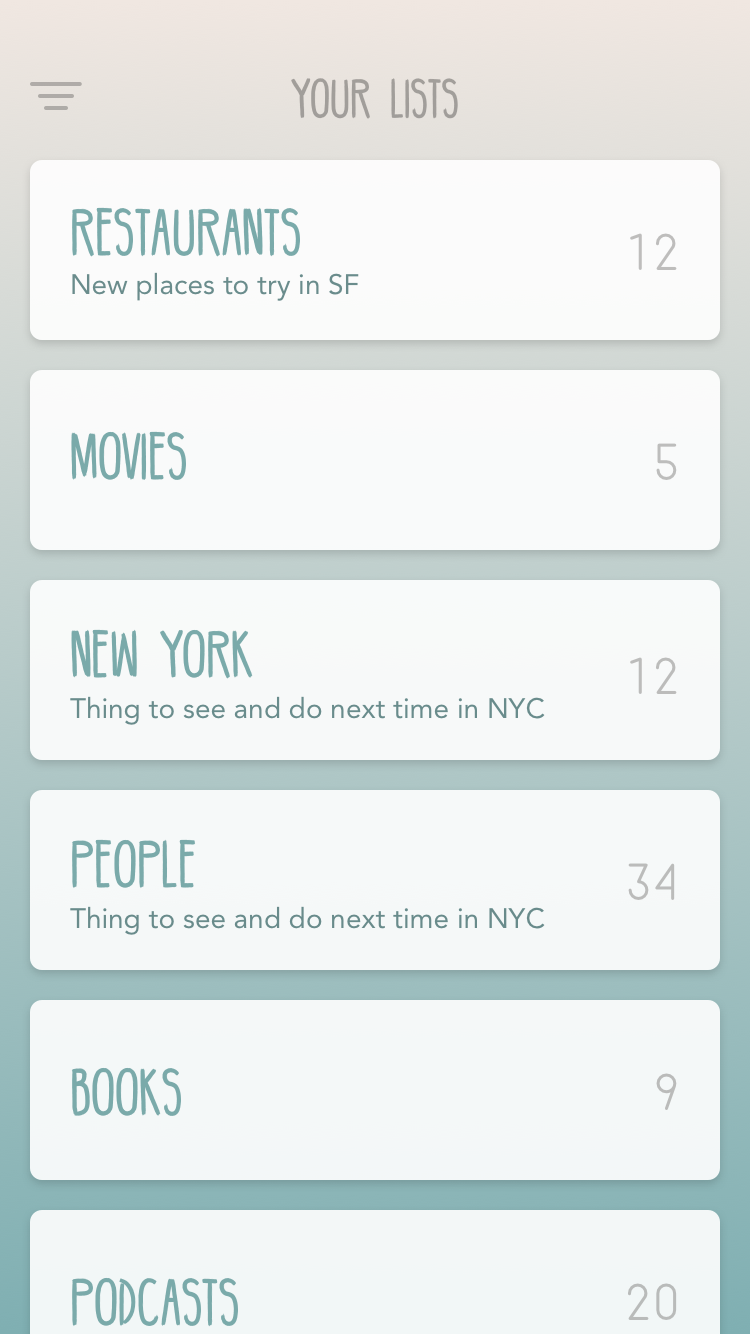 YOUR LISTS
RESTAURANTS
New places to try in SF
12
MOVIES
5
NEW YORK
Thing to see and do next time in NYC
12
PEOPLE
Thing to see and do next time in NYC
34
BOOKS
9
PODCASTS
20